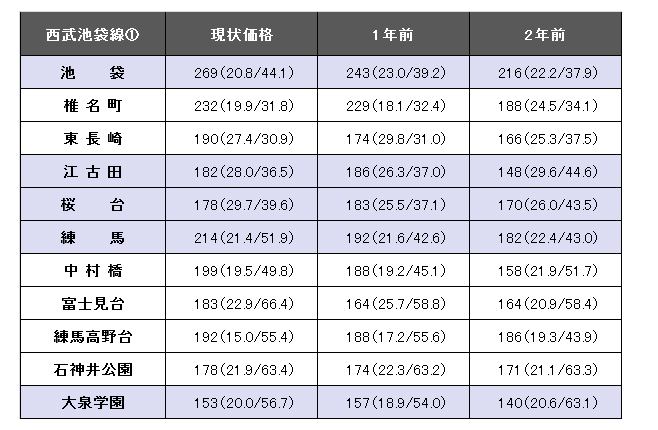 西武池袋線① 現状価格 1年前 2年前
池 袋 269(20.8/44.1) 243(23.0/39.2) 216(22.2/37.9)
椎名町 232(19.9/31.8) 229(18.1/32.4) 188(24.5/34.1)
東長崎 190(27.4/30.9) 174(29.8/31.0) 166(25.3/37.5)
江古田 182(28.0/36.5) 186(26.3/37.0) 148(29.6/44.6)
桜 台 178(29.7/39.6) 183(25.5/37.1) 170(26.0/43.5)
練 馬 214(21.4/51.9) 192(21.6/42.6) 182(22.4/43.0)
中村橋 199(19.5/49.8) 188(19.2/45.1) 158(21.9/51.7)
富士見台 183(22.9/66.4) 164(25.7/58.8) 164(20.9/58.4)
練馬高野台 192(15.0/55.4) 188(17.2/55.6) 186(19.3/43.9)
石神井公園 178(21.9/63.4) 174(22.3/63.2) 171(21.1/63.3)
大泉学園 153(20.0/56.7) 157(18.9/54.0) 140(20.6/63.1)